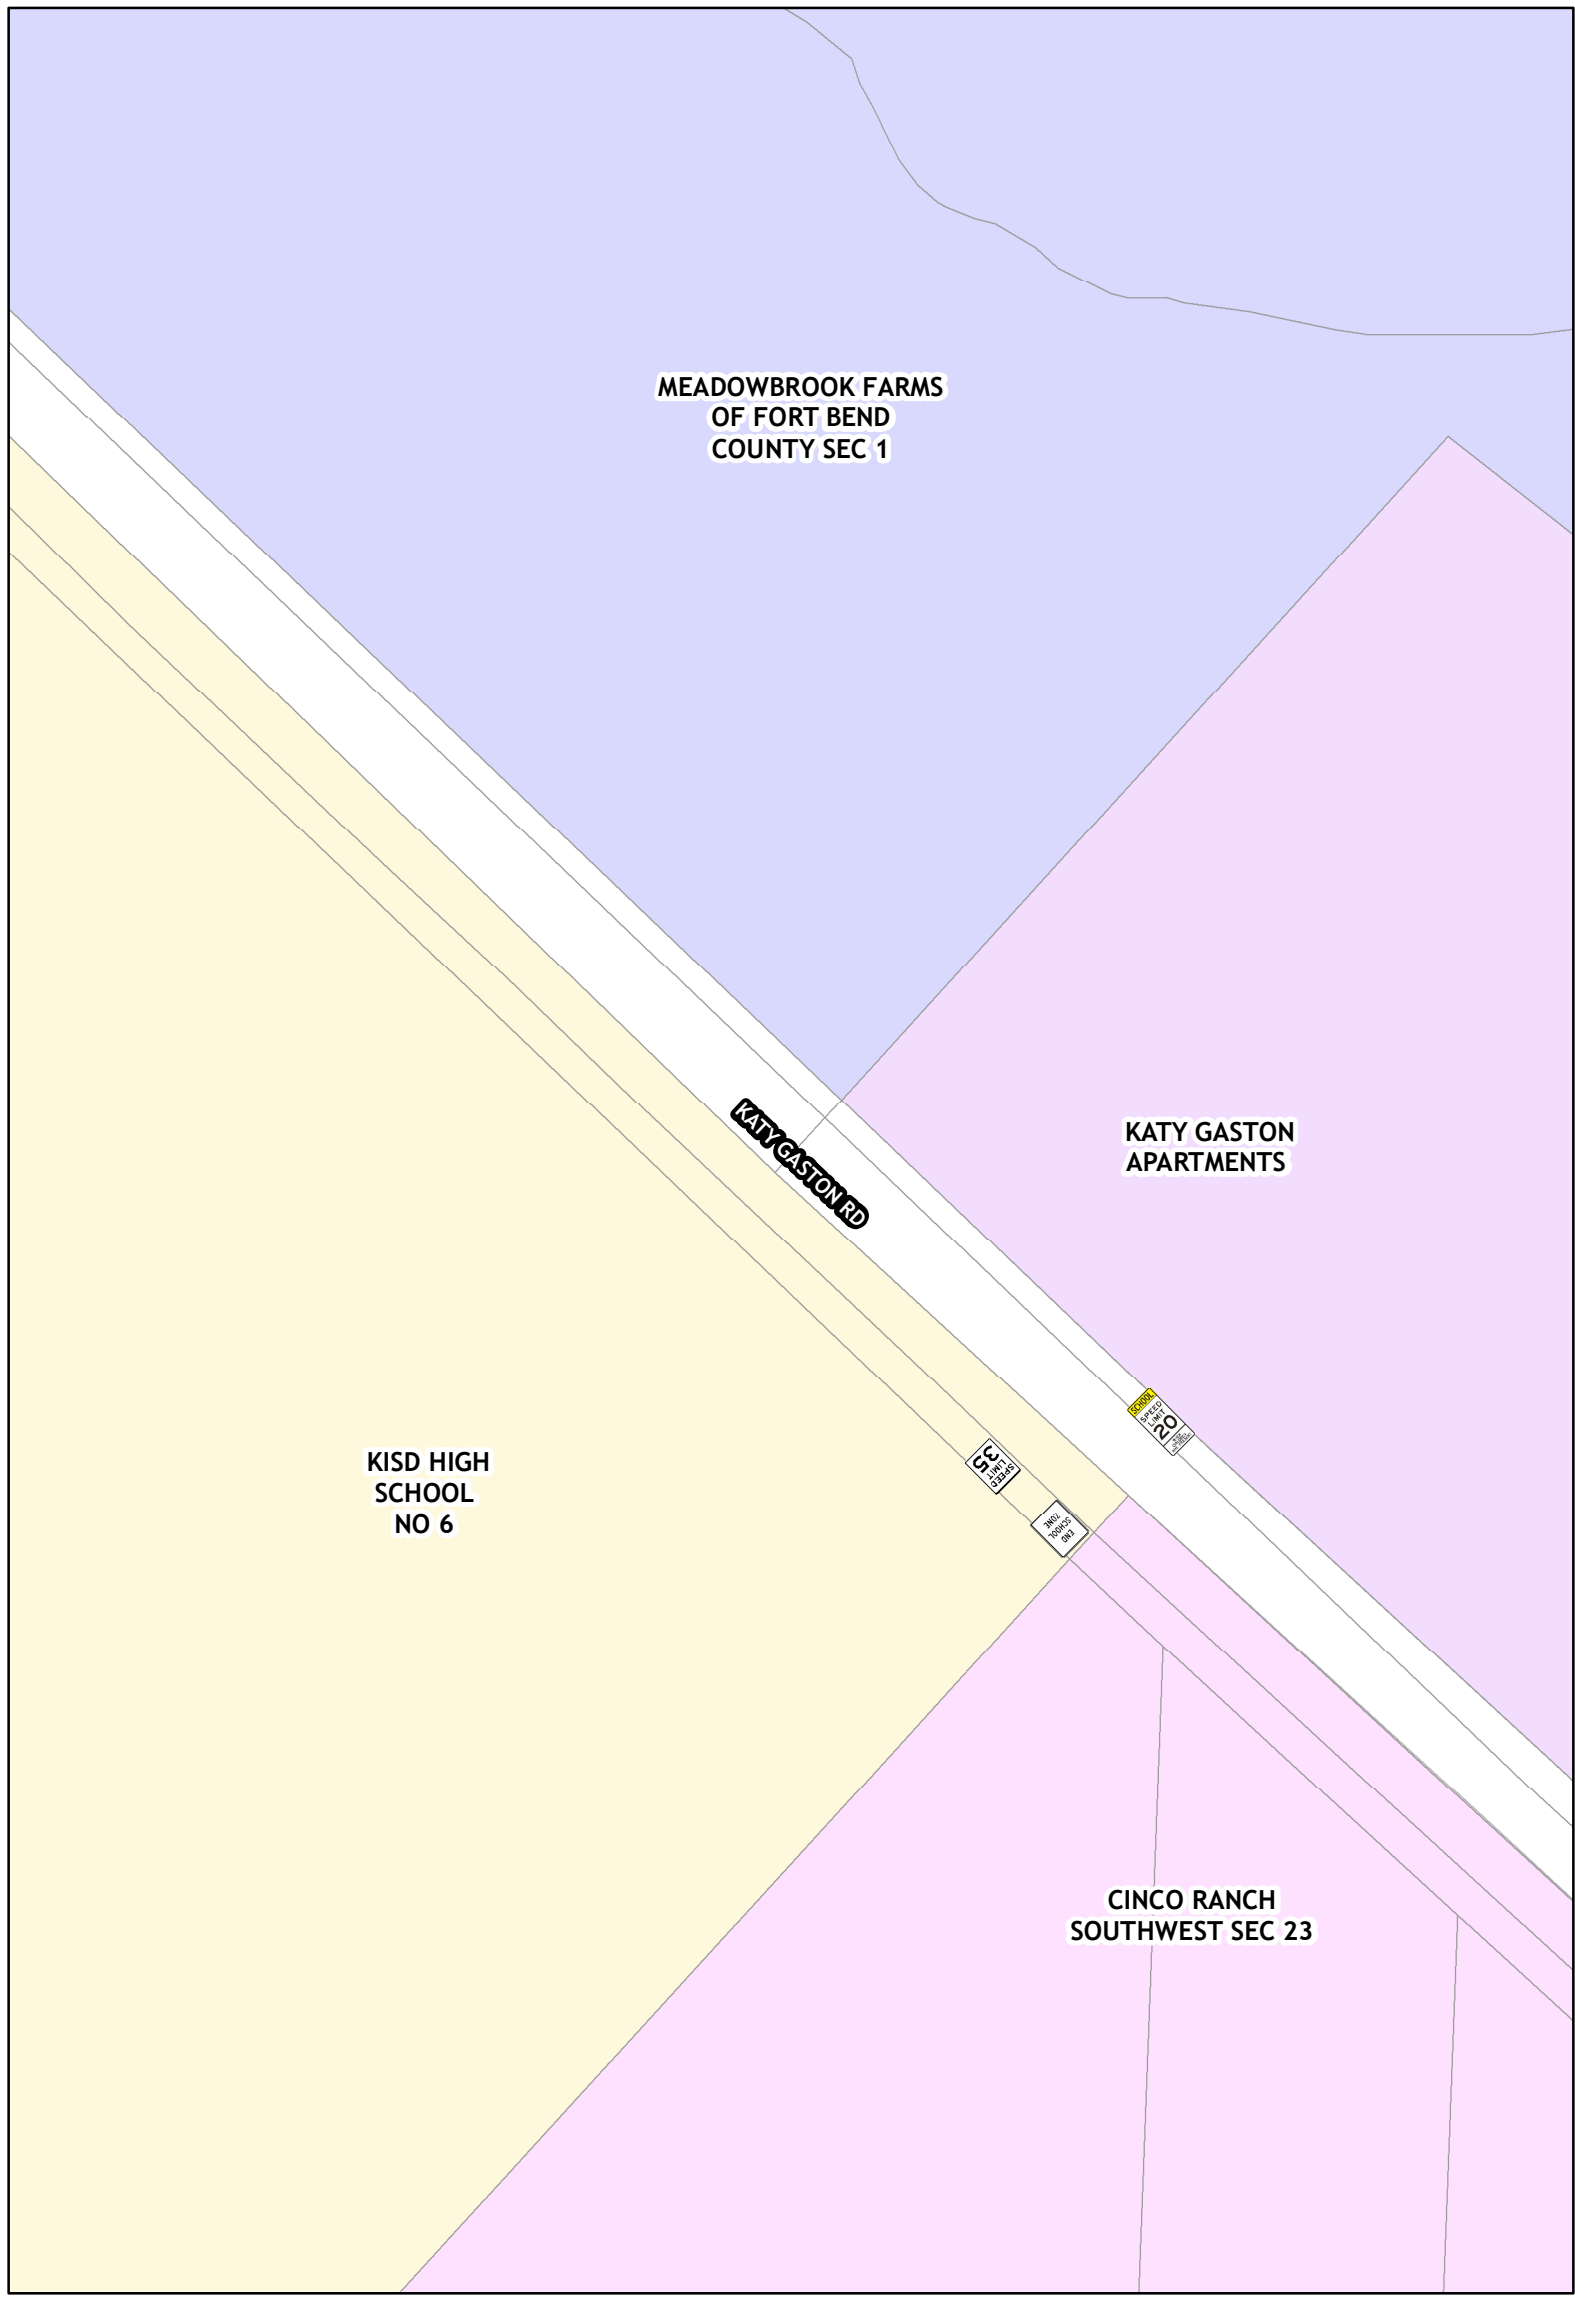 MEADOWBROOK FARMS
OF FORT BEND
COUNTY SEC 1
KATY GASTON RD
KATY GASTON
APARTMENTS
SCHOOL
SPEED
LIMIT
20
SPEED
LIMIT
35
END
SCHOOL
ZONE
KISD HIGH
SCHOOL
NO 6
CINCO RANCH
SOUTHWEST SEC 23